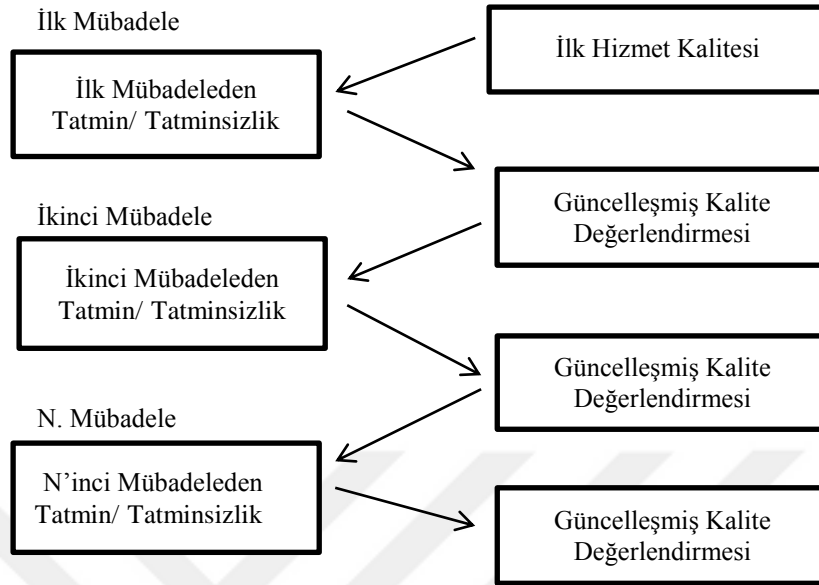 İlk Mübadele
İlk Hizmet Kalitesi
İlk Mübadeleden
Tatmin/ Tatminsizlik
Güncelleşmiş Kalite
Değerlendirmesi
İkinci Mübadele
İkinci Mübadeleden
Tatmin/ Tatminsizlik
Güncelleşmiş Kalite
Değerlendirmesi
N. Mübadele
N’inci Mübadeleden
Tatmin/ Tatminsizlik
Güncelleşmiş Kalite
Değerlendirmesi